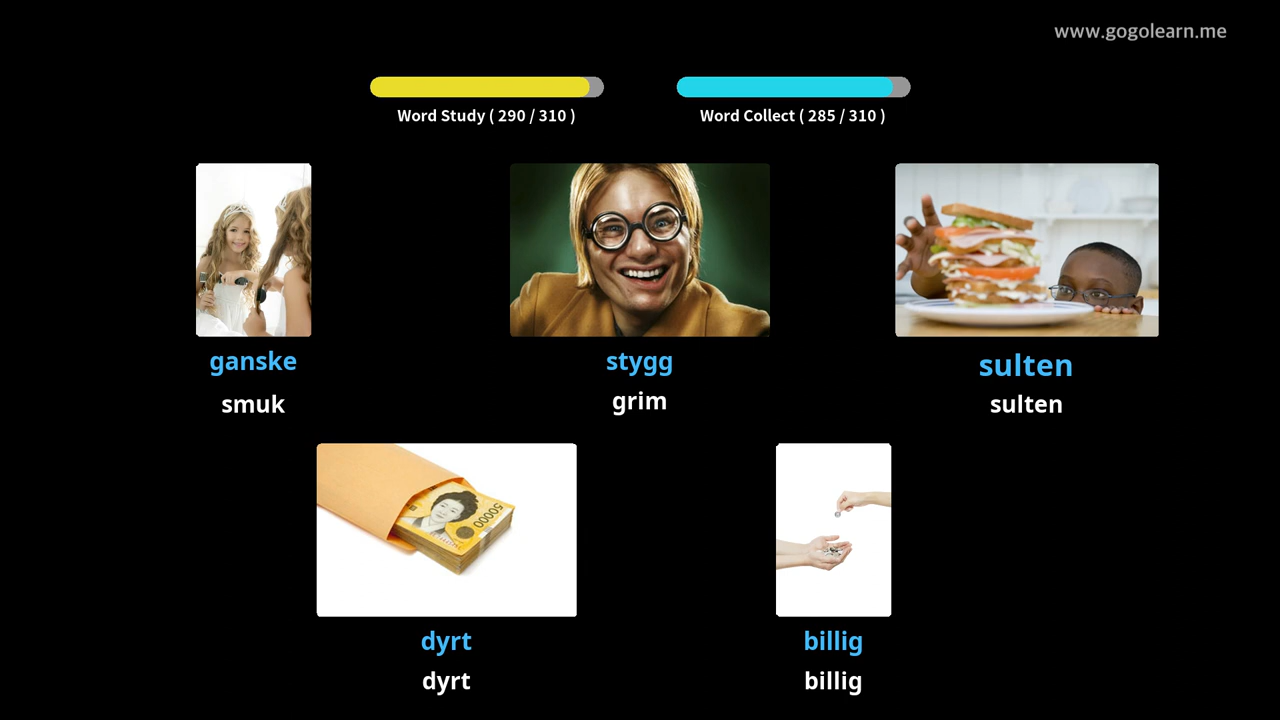 www.gogolearn.me
Word Study ( 290 / 310 )
Word Collect ( 285 / 310 )
ganske
smuk
stygg
grim
sulten
sulten
50000
dyrt
dyrt
billig
billig